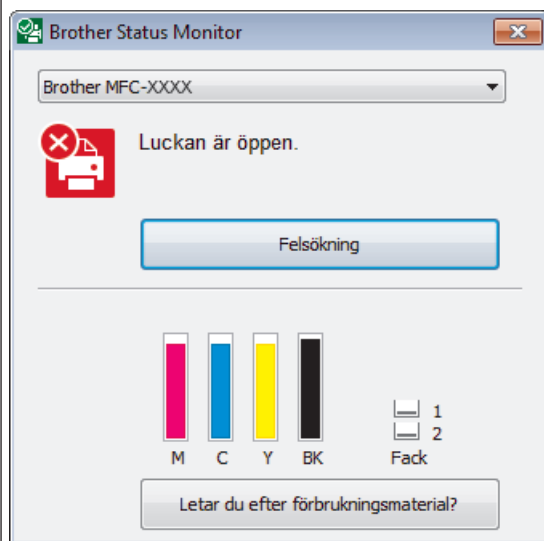 Brother Status Monitor
Brother MFC-XXXX
Luckan är öppen.
Felsökning
1
2
M C Y BK Fack
Letar du efter förbrukningsmaterial?